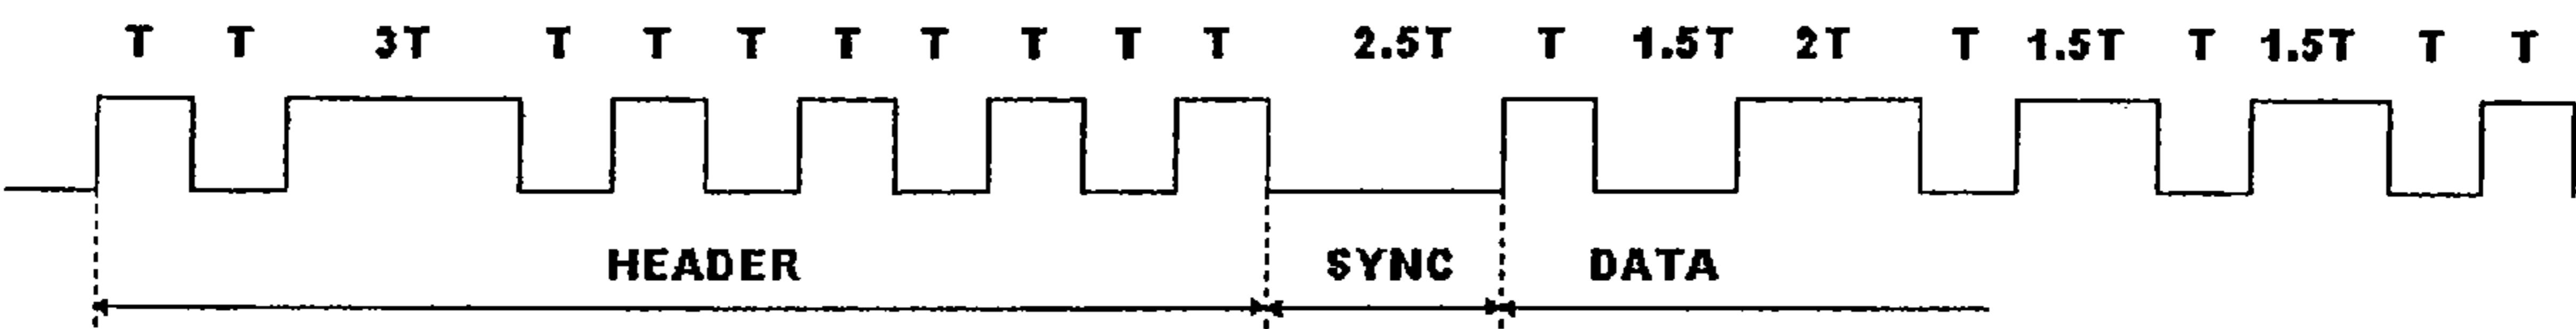 T T 3T T T T T T T T T 2.5T T 1.5T 2T T 1.5T T 1.5T T T
HEADER SYNC DATA